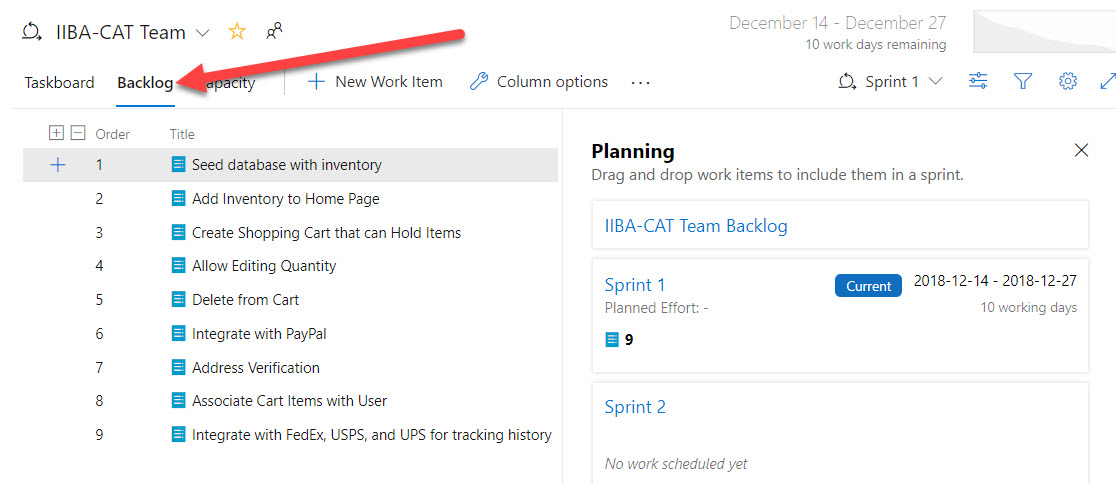 IIBA-CAT Team
December 14 - December 27
10 work days remaining
Taskboard Backlog apacity New Work Item Column options ... Sprint 1
Order Title
1 Seed database with inventory
2 Add Inventory to Home Page
3 Create Shopping Cart that can Hold Items
4 Allow Editing Quantity
5 Delete from Cart
6 Integrate with PayPal
7 Address Verification
8 Associate Cart Items with User
9 Integrate with FedEx, USPS, and UPS for tracking history
Planning
Drag and drop work items to include them in a sprint.
IIBA-CAT Team Backlog
Sprint 1 Current 2018-12-14 - 2018-12-27
Planned Effort: - 10 working days
9
Sprint 2
No work scheduled yet